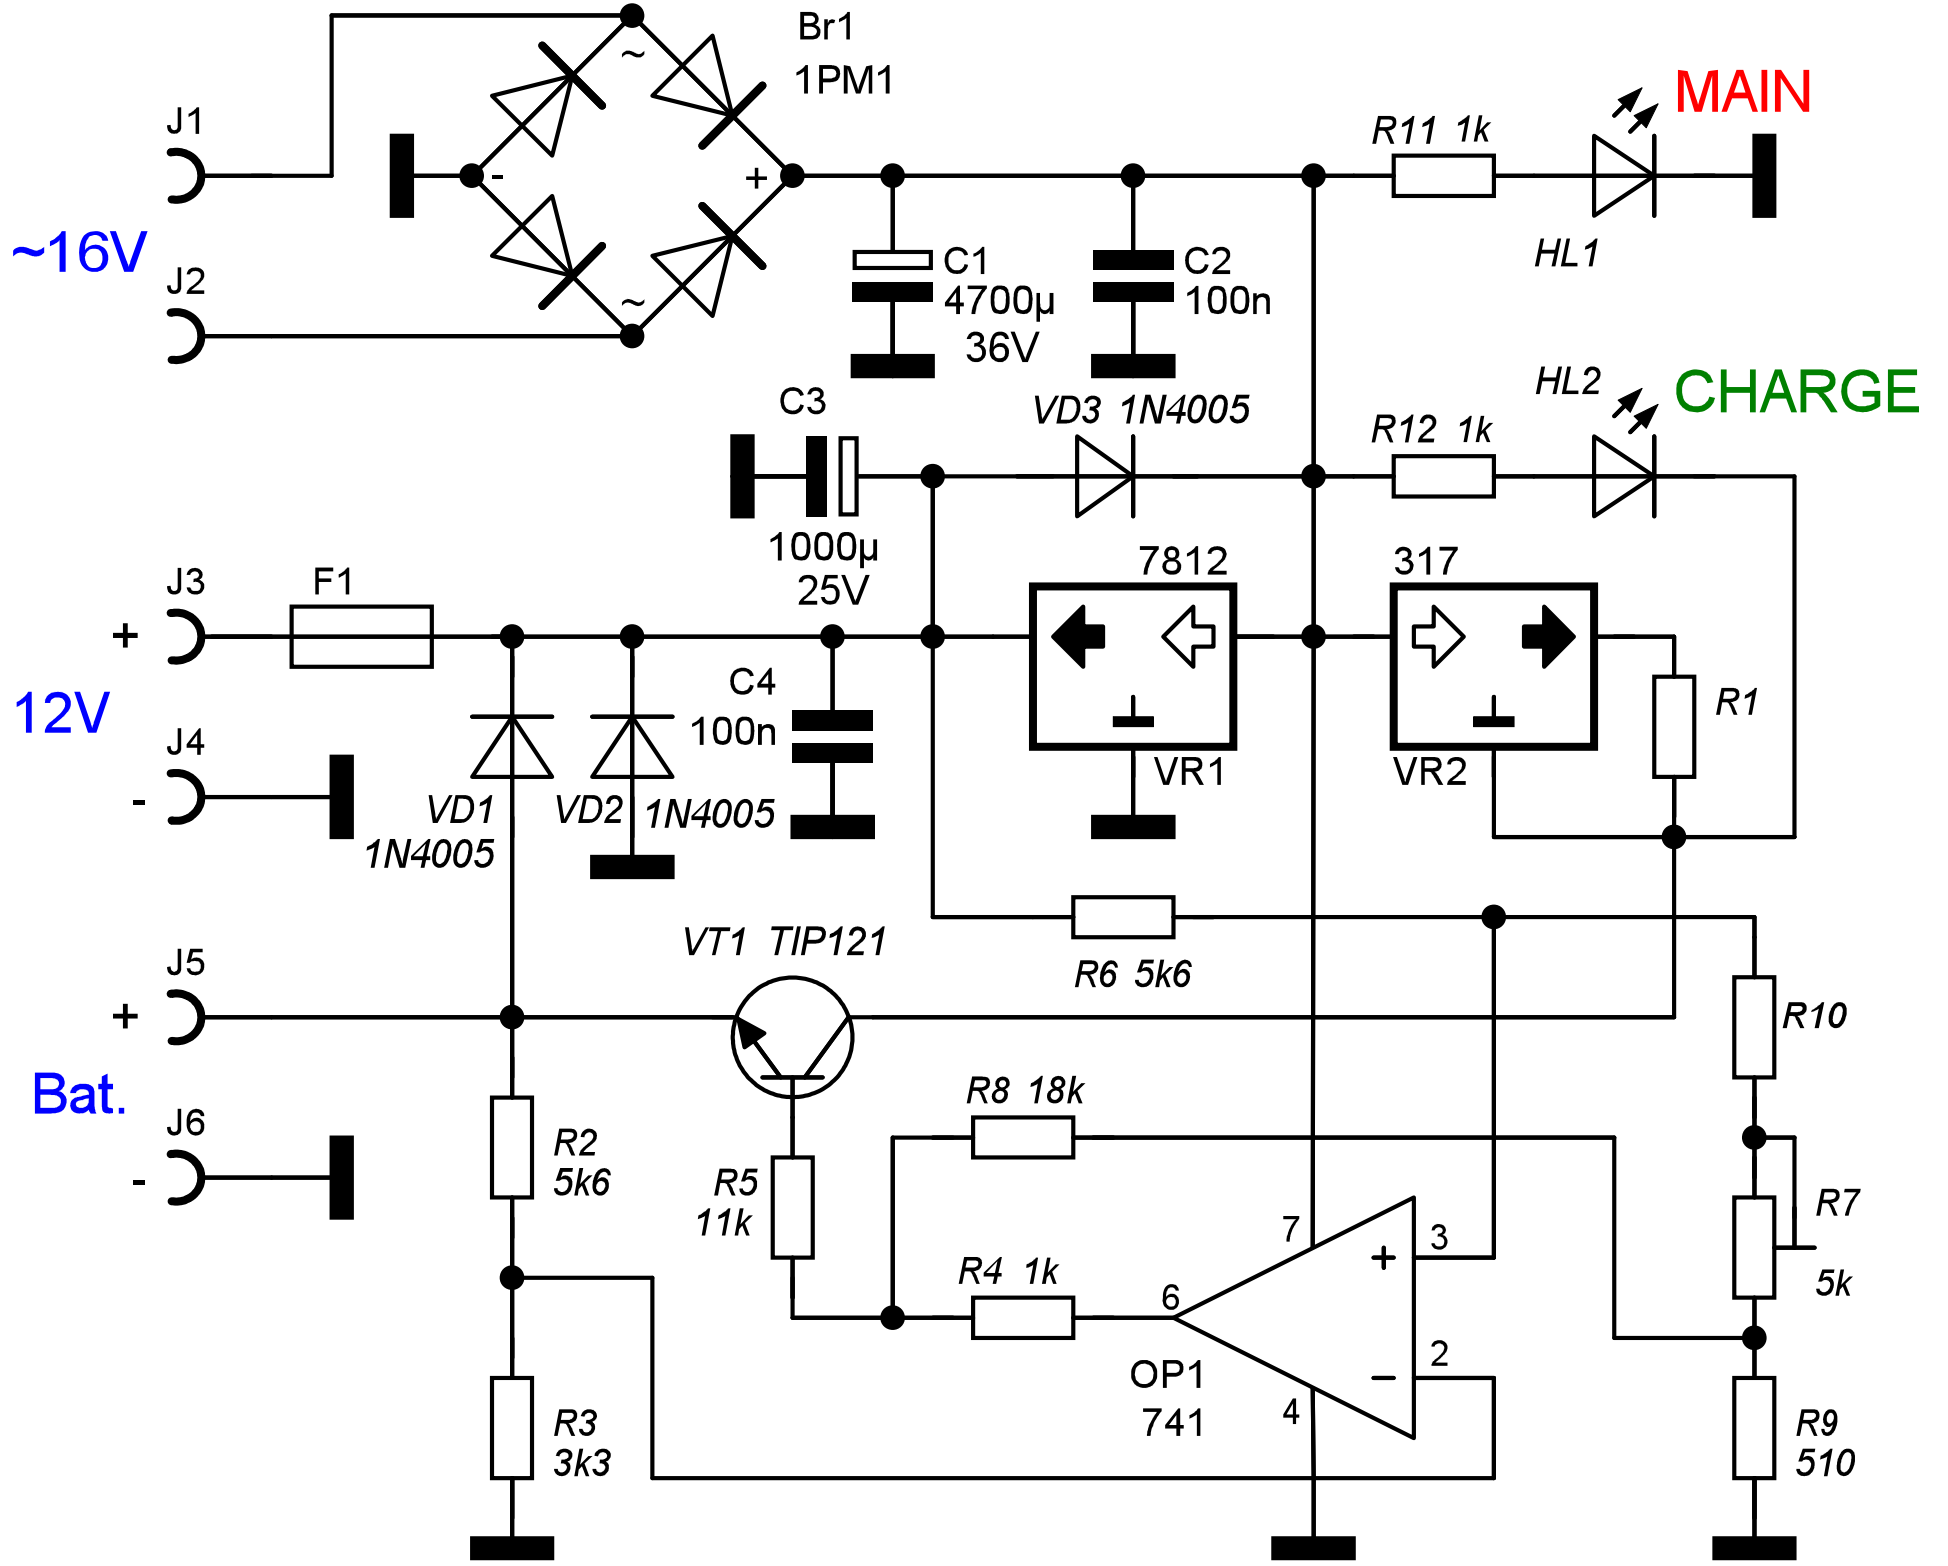 Br1
1PM1
~
MAIN
J1
R11 1k
-
+
~16V
HL1
J2
~
C1
4700µ
36V
C2
100n
HL2
CHARGE
C3
VD3 1N4005
R12 1k
1000µ
25V
7812
317
J3
F1
+
12V
C4
100n
R1
J4
-
VR1
VR2
VD1
1N4005
VD2 1N4005
VT1 TIP121
J5
+
R6 5k6
R10
Bat.
R8 18k
J6
-
R2
5k6
R5
11k
R7
5k
7
+
3
R4 1k
6
2
-
OP1
741
4
R3
3k3
R9
510